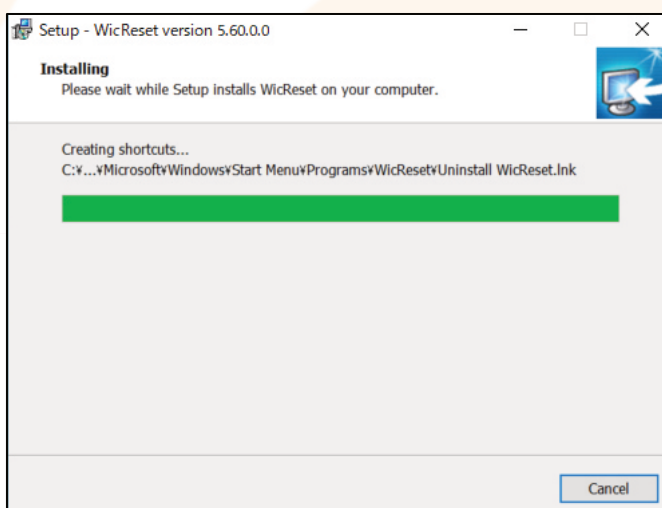 Setup - WicReset version 5.60.0.0
Installing
Please wait while Setup installs WicReset on your computer.
Creating shortcuts...
C:¥...¥Microsoft¥Windows¥Start Menu¥Programs¥WicReset¥Uninstall WicReset.lnk
Cancel